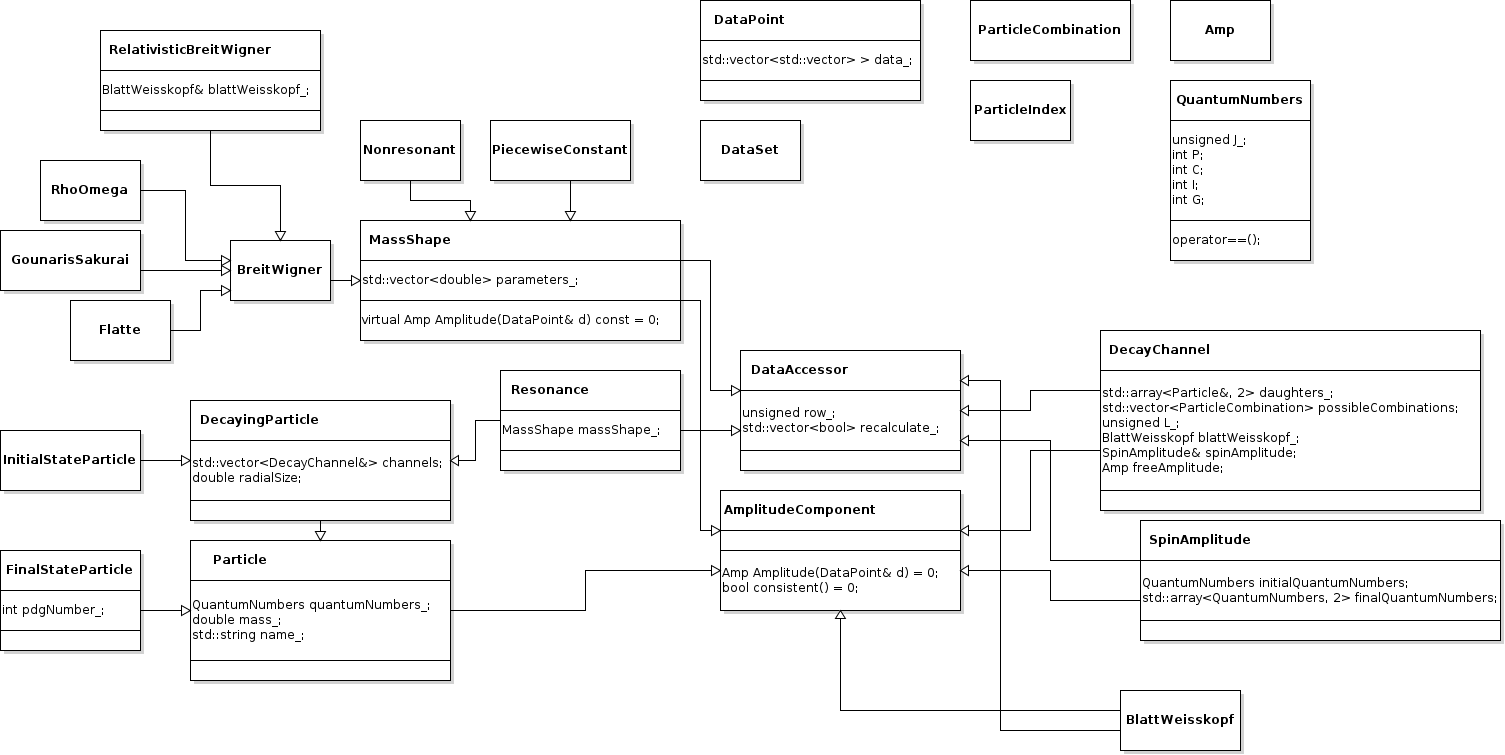 DataPoint
std::vector<std::vector> > data_;
ParticleCombination
Amp
RelativisticBreitWigner
BlattWeisskopf& blattWeisskopf_;
ParticleIndex
QuantumNumbers
unsigned J_;
int P;
int C;
int I;
int G;
operator==();
Nonresonant
PiecewiseConstant
DataSet
RhoOmega
GounarisSakurai
Flatte
BreitWigner
MassShape
std::vector<double> parameters_;
virtual Amp Amplitude(DataPoint& d) const = 0;
DataAccessor
unsigned row_;
std::vector<bool> recalculate_;
DecayChannel
std::array<Particle&, 2> daughters_;
std::vector<ParticleCombination> possibleCombinations;
unsigned L_;
BlattWeisskopf blattWeisskopf_;
SpinAmplitude& spinAmplitude;
Amp freeAmplitude;
Resonance
MassShape massShape_;
DecayingParticle
std::vector<DecayChannel&> channels;
double radialSize;
InitialStateParticle
AmplitudeComponent
Amp Amplitude(DataPoint& d) = 0;
bool consistent() = 0;
SpinAmplitude
QuantumNumbers initialQuantumNumbers;
std::array<QuantumNumbers, 2> finalQuantumNumbers;
FinalStateParticle
int pdgNumber_;
Particle
QuantumNumbers quantumNumbers_;
double mass_;
std::string name_;
BlattWeisskopf